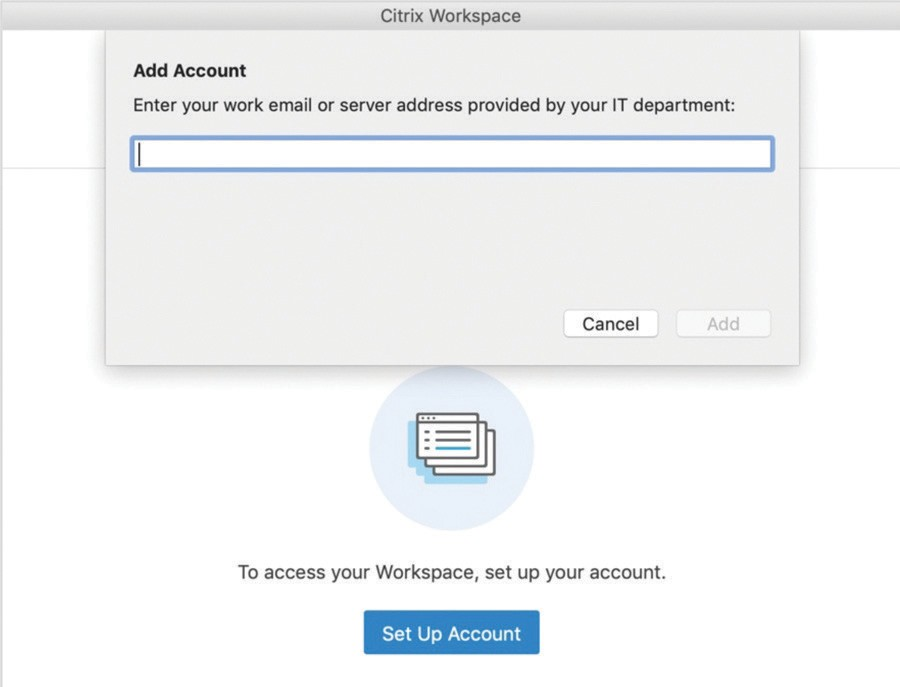 Citrix Workspace
Add Account
Enter your work email or server address provided by your IT department:
Cancel
Add
To access your Workspace, set up your account.
Set Up Account